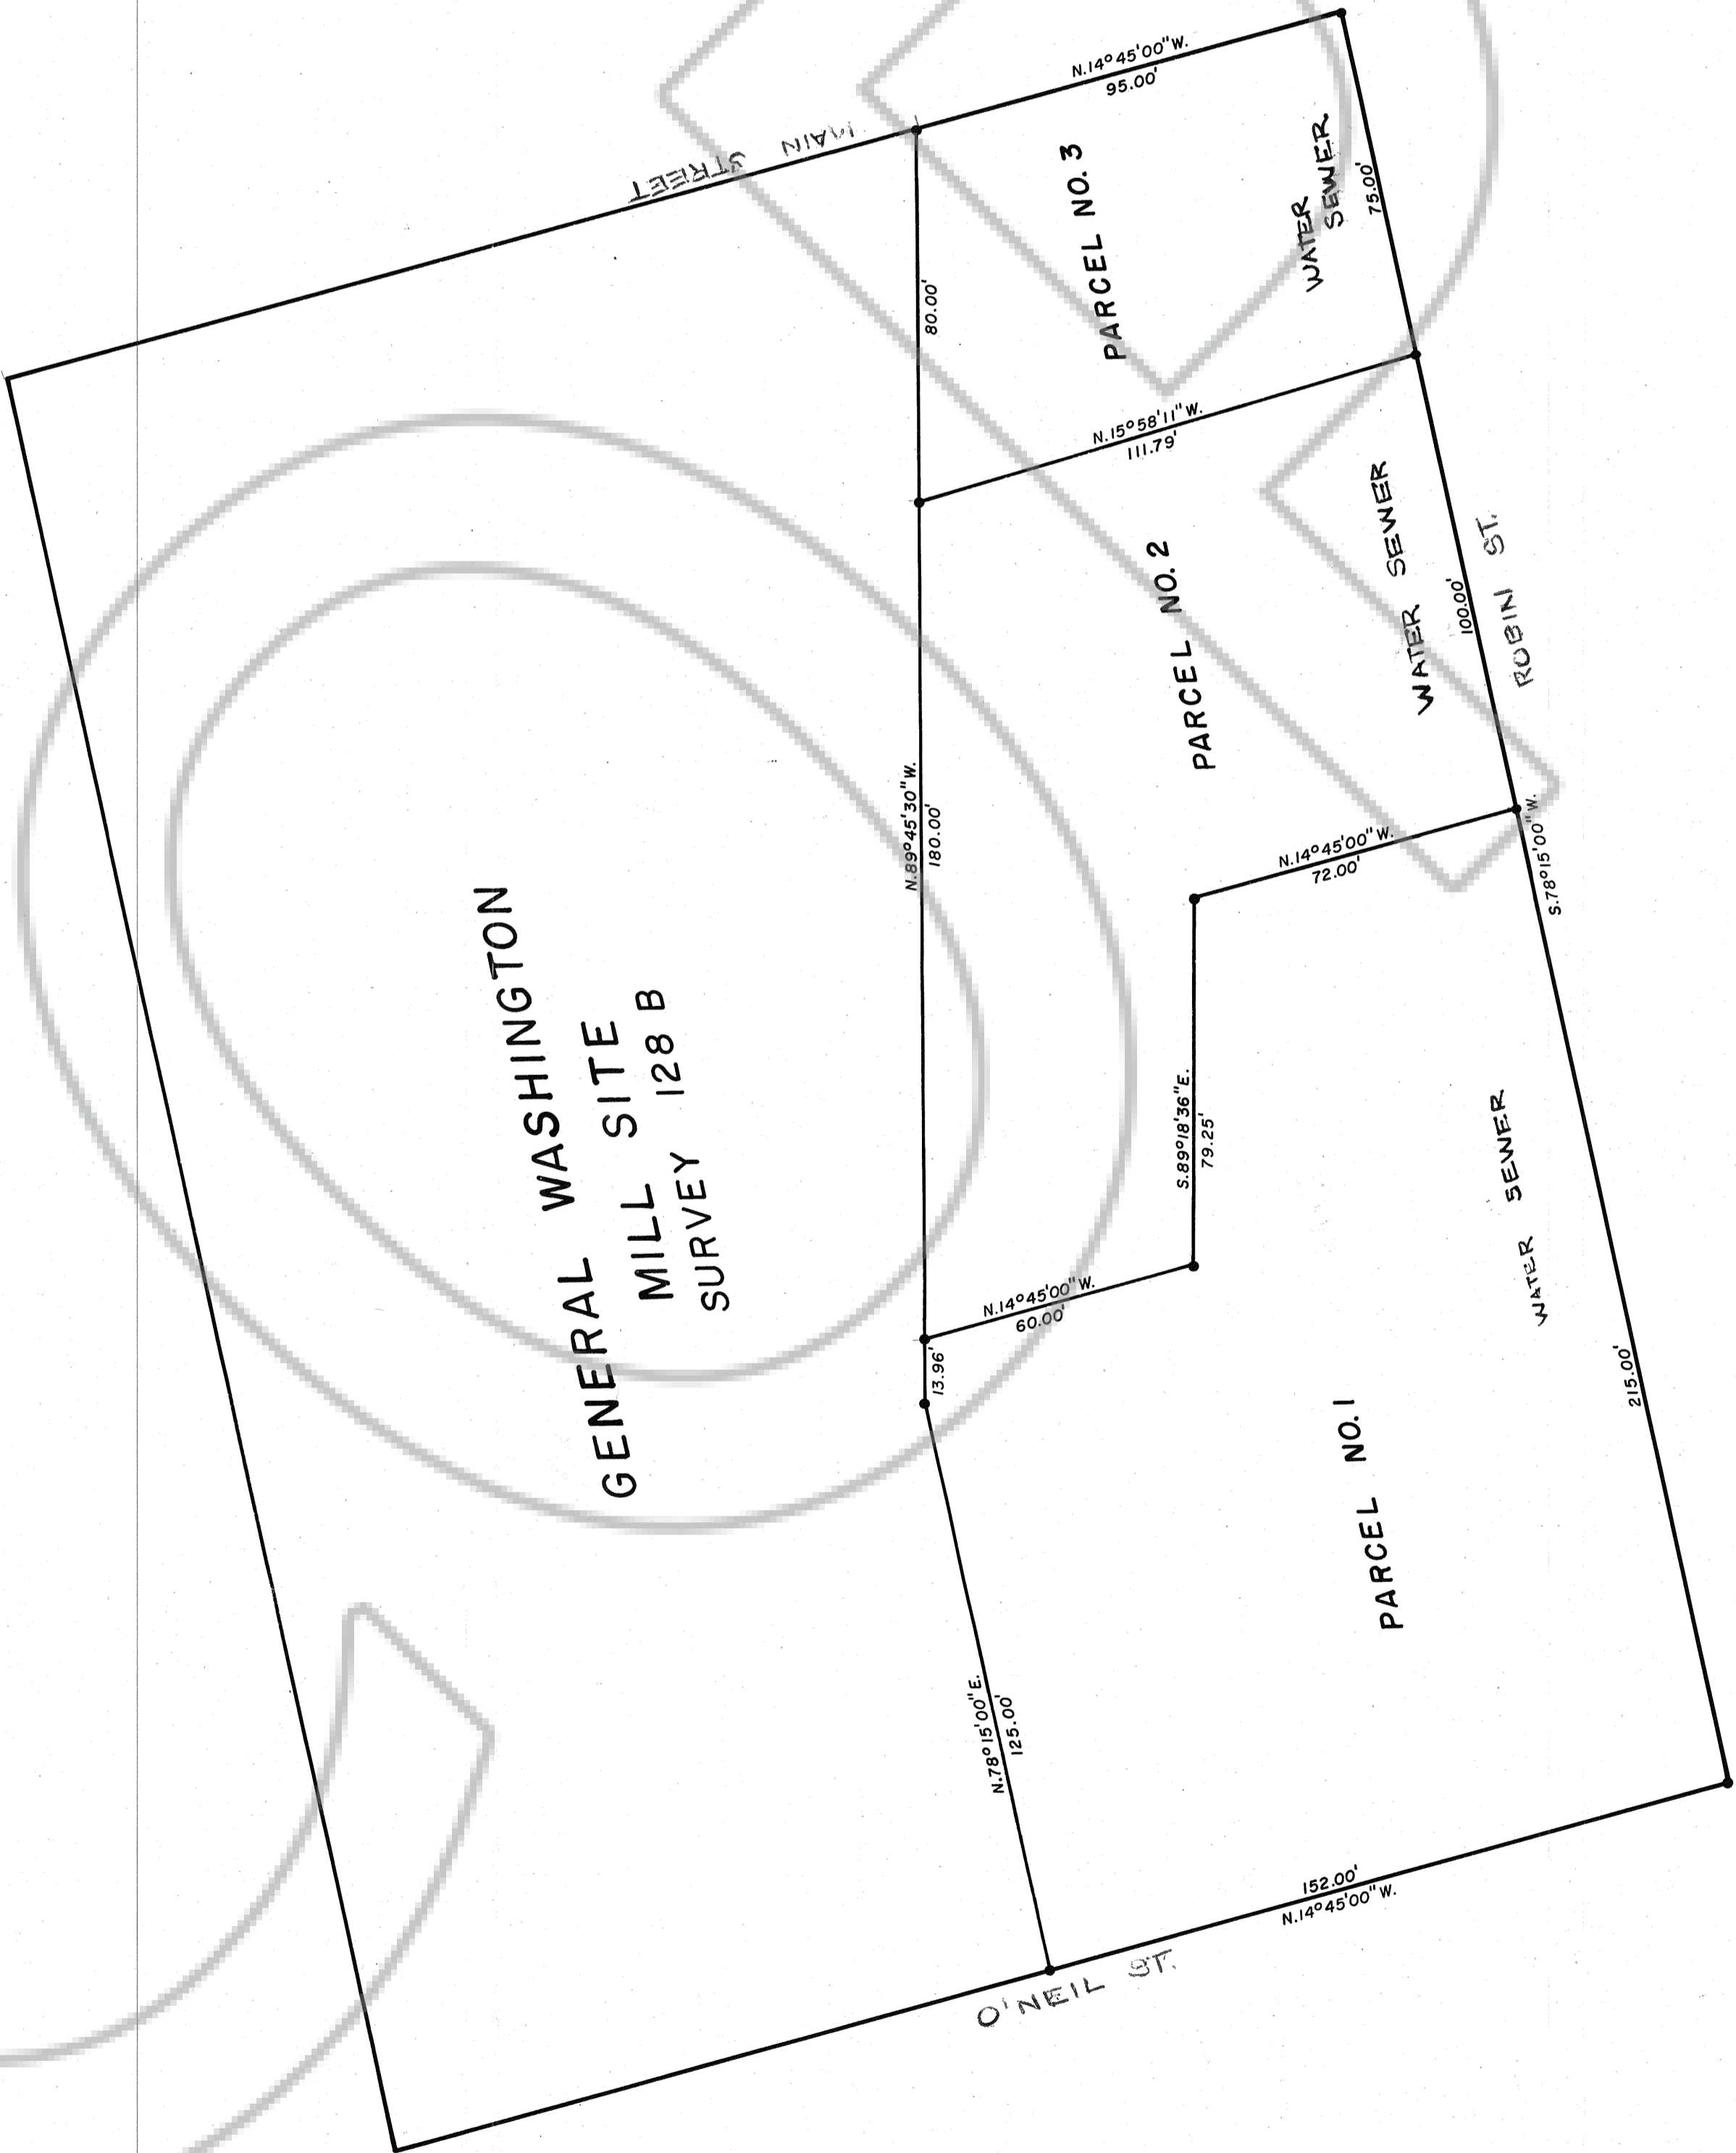 N.14°45'00"W.
95.00'
MAIN STREET
PARCEL NO. 3
WATER
SEWER
75.00'
80.00'
N.15°58'11"W.
111.79'
PARCEL NO. 2
WATER SEWER
100.00'
ROBIN ST.
N.89°45'30"W.
180.00'
N.14°45'00"W.
72.00'
S.78°15'00"W.
GENERAL WASHINGTON
MILL SITE
SURVEY 128 B
S.89°18'36"E.
79.25'
WATER SEWER
N.14°45'00"W.
60.00'
13.96'
215.00'
PARCEL NO. 1
N.78°15'00"E.
125.00'
152.00'
N.14°45'00"W.
O'NEIL ST.